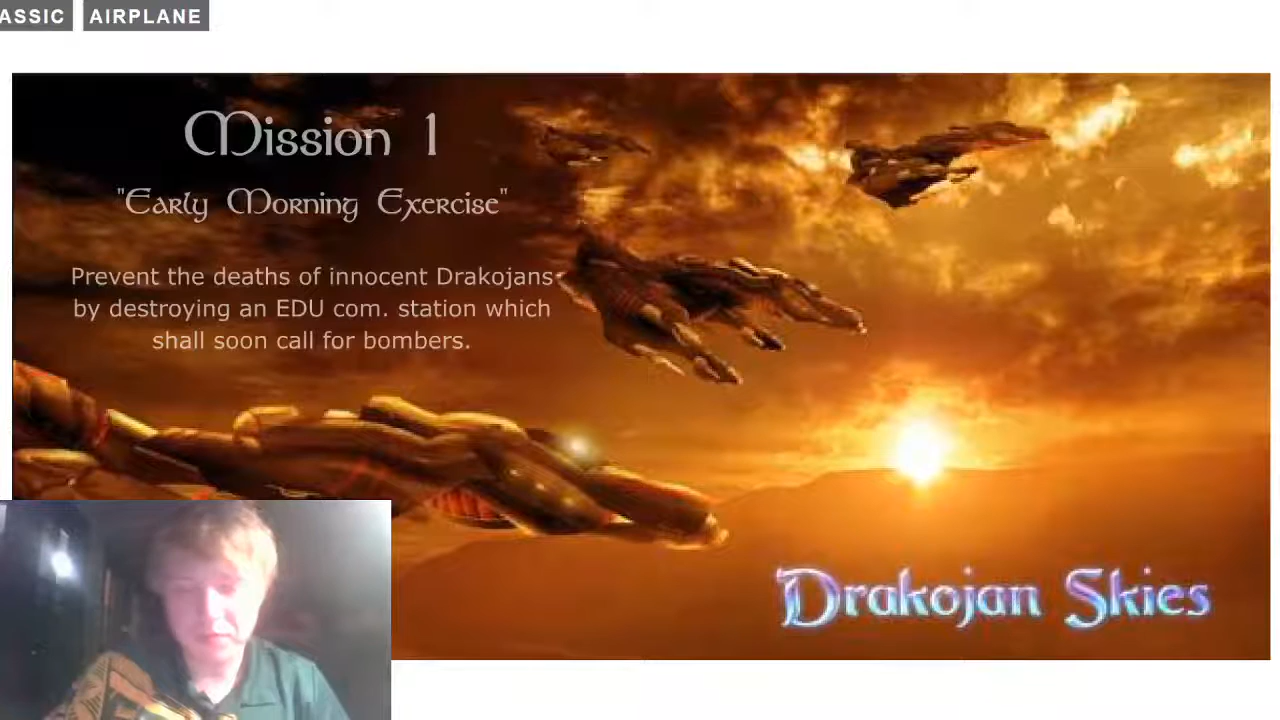 ASSIC AIRPLANE
Mission 1
"Early Morning Exercise"
Prevent the deaths of innocent Drakojans
by destroying an EDU com. station which
shall soon call for bombers.
Drakojan Skies